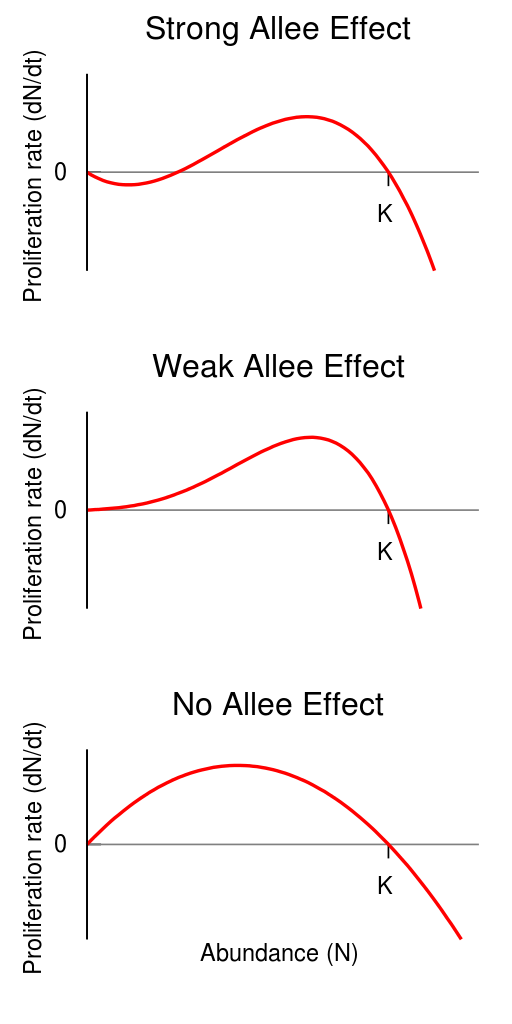 Strong Allee Effect
Proliferation rate (dN/dt)
0
K
Weak Allee Effect
Proliferation rate (dN/dt)
0
K
No Allee Effect
Proliferation rate (dN/dt)
0
K
Abundance (N)